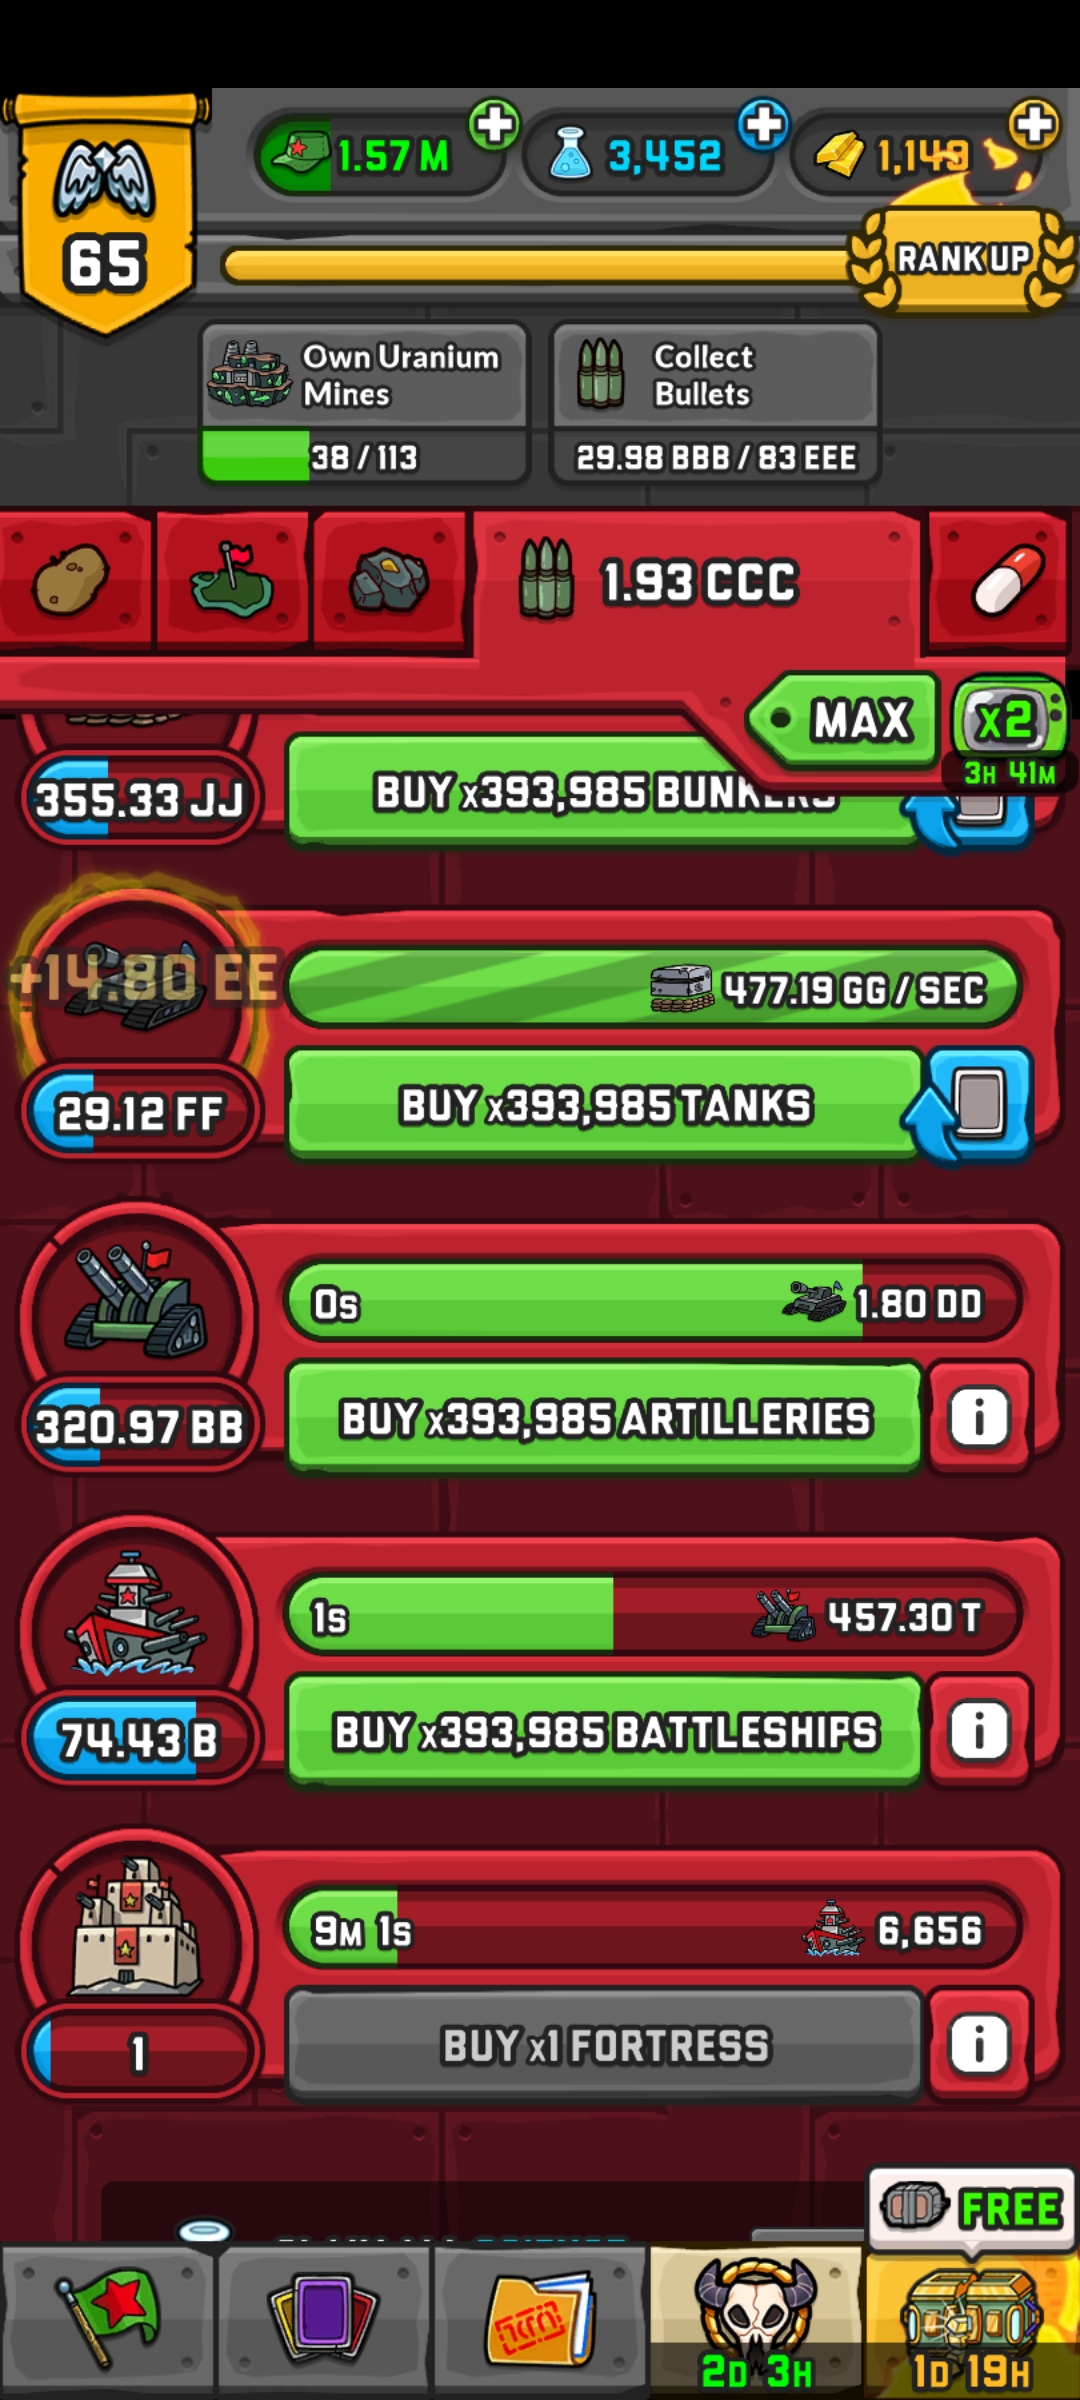 1.57 M
3,452
1,149
65
RANK UP
Own Uranium
Mines
38 / 113
Collect
Bullets
29.98 BBB / 83 EEE
1.93 CCC
MAX
x2
3H 41M
355.33 JJ
BUY x393,985 BUNKERS
+14.80 EE
477.19 GG / SEC
29.12 FF
BUY x393,985 TANKS
0s
1.80 DD
320.97 BB
BUY x393,985 ARTILLERIES
i
1s
457.30 T
74.43 B
BUY x393,985 BATTLESHIPS
i
9M 1s
6,656
1
BUY x1 FORTRESS
i
FREE
2D 3H
1D 19H